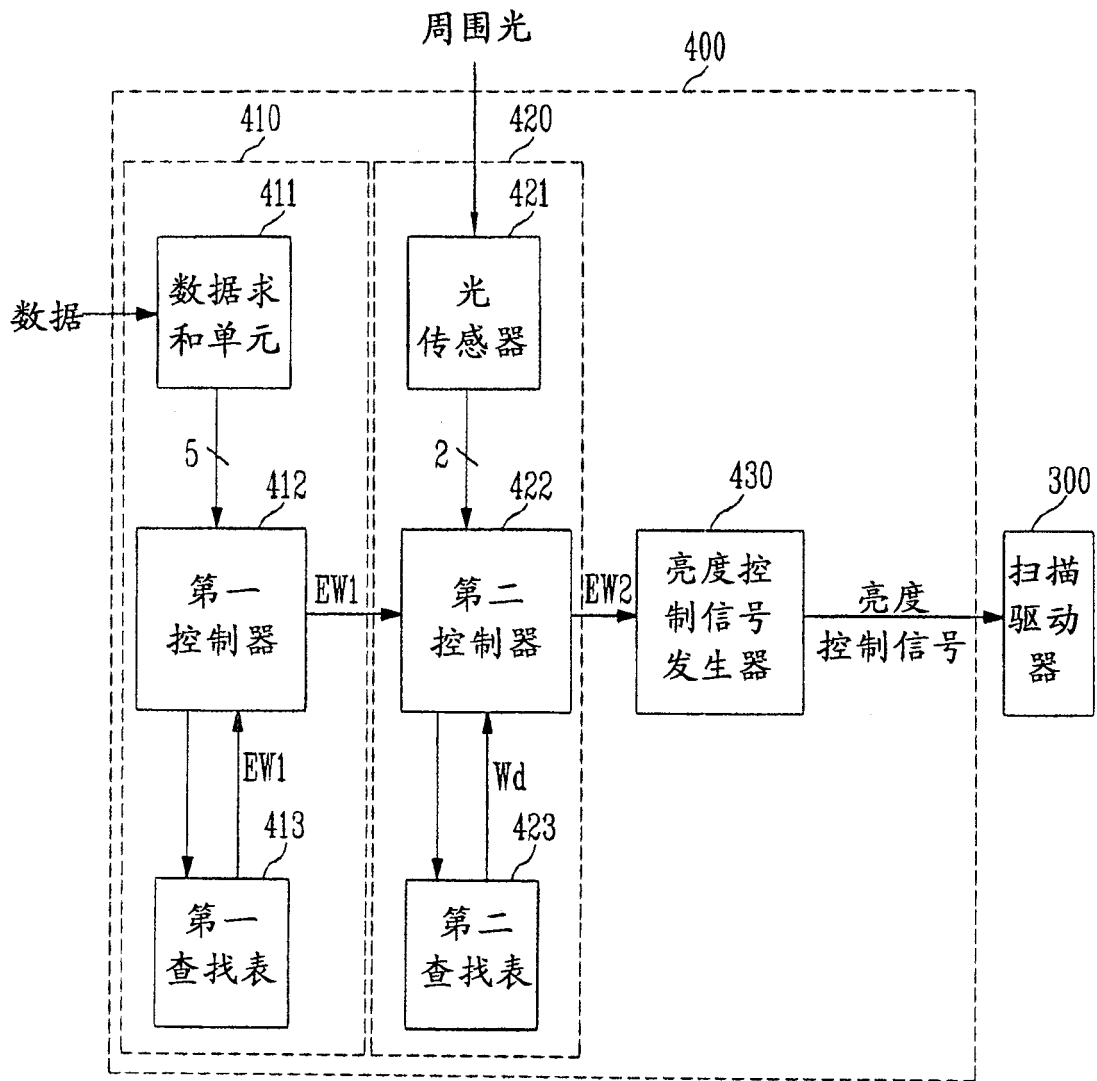 周围光
400
410
420
411
421
数据
数据求
和单元
光
传感器
5
2
412
422
430
300
第一
控制器
EW1
第二
控制器
EW2
亮度控
制信号
发生器
亮度
控制信号
扫描
驱动
器
EW1
Wd
413
423
第一
查找表
第二
查找表